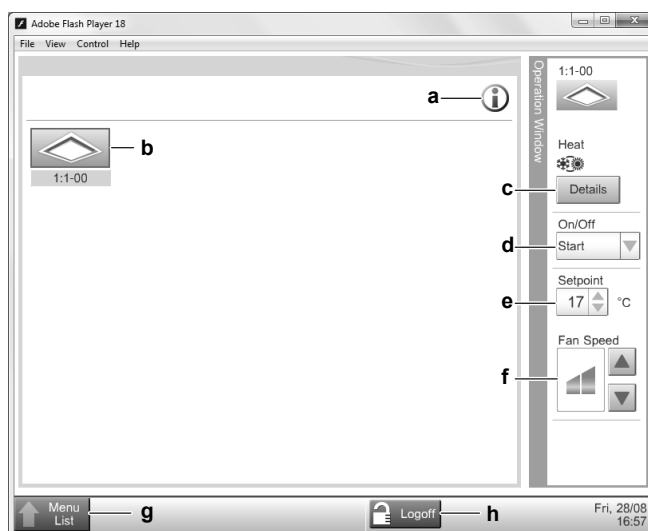 Adobe Flash Player 18
File View Control Help
a
b
1:1-00
Operation Window
1:1-00
Heat
c
Details
On/Off
d
Start
Setpoint
e
17 °C
Fan Speed
f
Menu
List
g
Logoff
h
Fri, 28/08
16:57